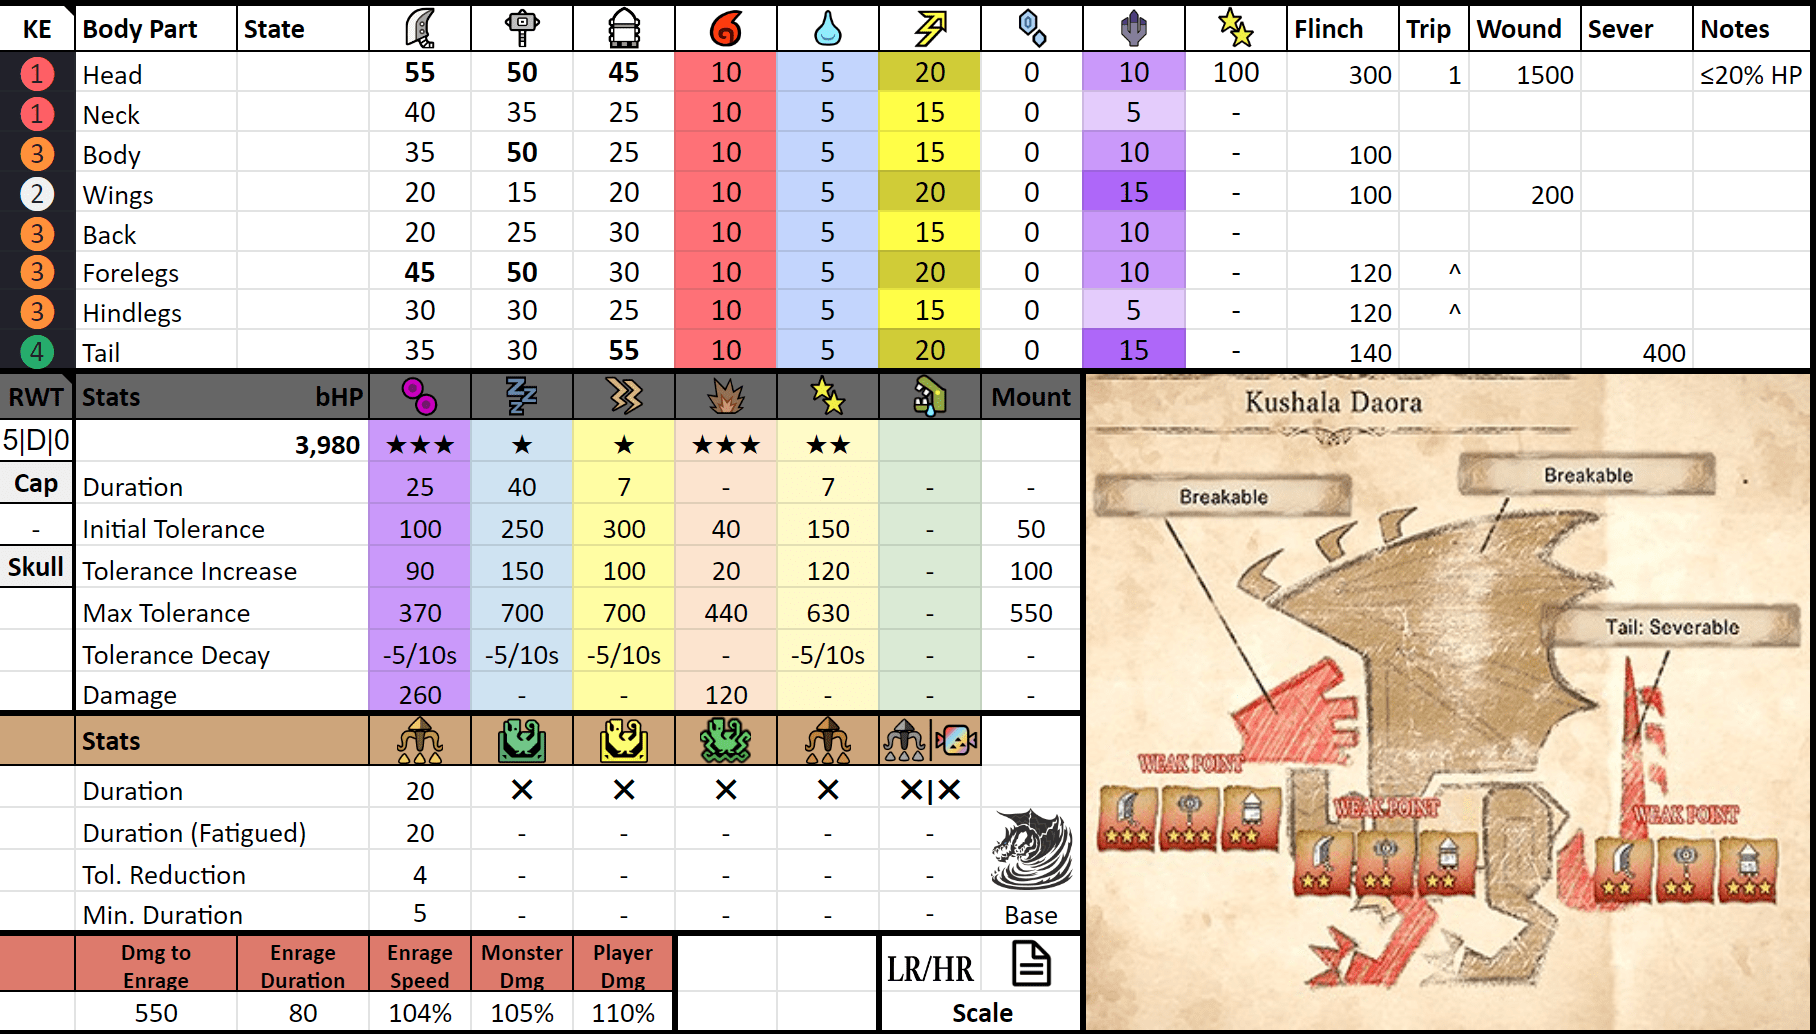 KE Body Part State Flinch Trip Wound Sever Notes
1 Head 55 50 45 10 5 20 0 10 100 300 1 1500 ≤20% HP
1 Neck 40 35 25 10 5 15 0 5 -
3 Body 35 50 25 10 5 15 0 10 - 100
2 Wings 20 15 20 10 5 20 0 15 - 100 200
3 Back 20 25 30 10 5 15 0 10 -
3 Forelegs 45 50 30 10 5 20 0 10 - 120 ^
3 Hindlegs 30 30 25 10 5 15 0 5 - 120 ^
4 Tail 35 30 55 10 5 20 0 15 - 140 400
RWT Stats bHP Mount
5|D|0 3,980 ★★★ ★ ★ ★★★ ★★
Cap Duration 25 40 7 - 7 - -
- Initial Tolerance 100 250 300 40 150 - 50
Skull Tolerance Increase 90 150 100 20 120 - 100
Max Tolerance 370 700 700 440 630 - 550
Tolerance Decay -5/10s -5/10s -5/10s - -5/10s - -
Damage 260 - - 120 - - -
Stats
Duration 20 ✕ ✕ ✕ ✕ ✕|✕
Duration (Fatigued) 20 - - - - -
Tol. Reduction 4 - - - - -
Min. Duration 5 - - - - - Base
Dmg to Enrage Enrage Duration Enrage Speed Monster Dmg Player Dmg LR/HR
550 80 104% 105% 110% Scale
Kushala Daora
Breakable
Breakable
Tail: Severable
WEAK POINT
WEAK POINT
WEAK POINT